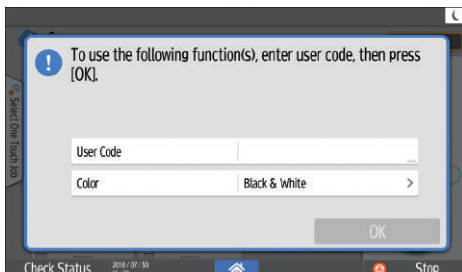 To use the following function(s), enter user code, then press
[OK].
Select One Touch Job
User Code
...
Color Black & White >
OK
Check Status 2018/07/30
Stop